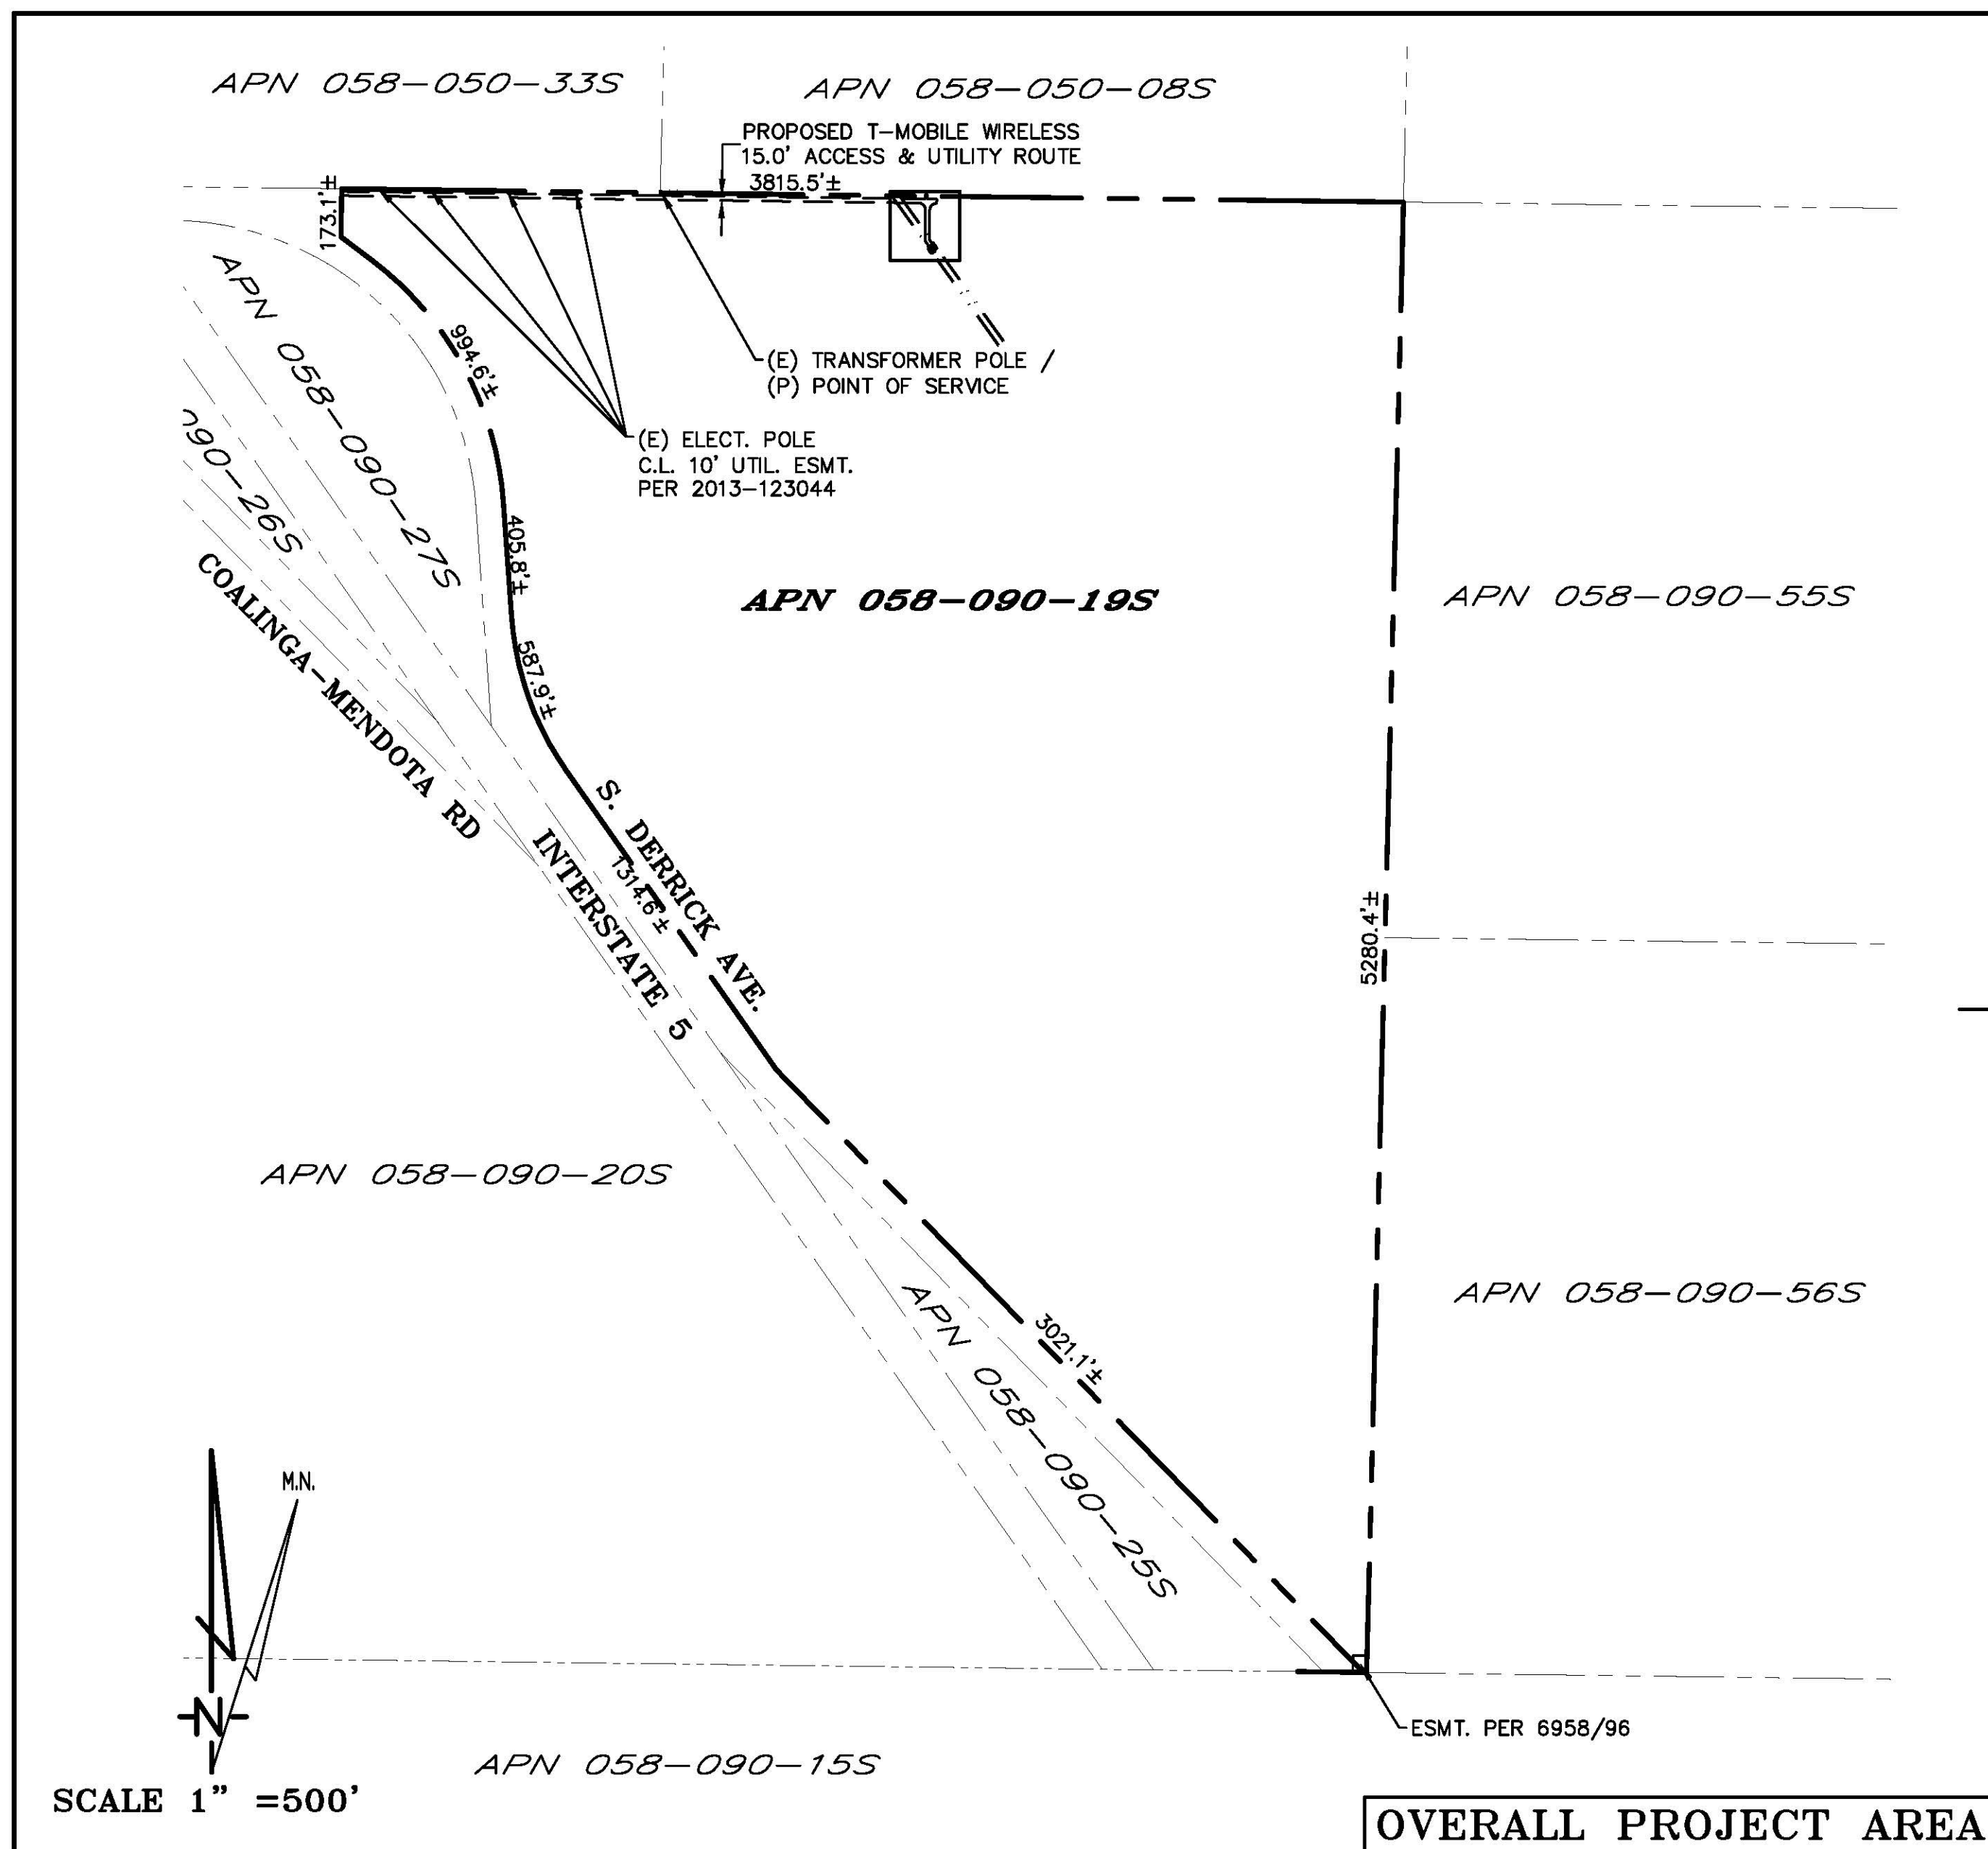 APN 058-050-33S
APN 058-050-08S
PROPOSED T-MOBILE WIRELESS
15.0' ACCESS & UTILITY ROUTE
3815.5'±
173.1'±
APN 058-090-27S
994.6'±
(E) TRANSFORMER POLE /
(P) POINT OF SERVICE
(E) ELECT. POLE
C.L. 10' UTIL. ESMT.
PER 2013-123044
090-26S
405.8'±
COALINGA-MENDOTA RD
APN 058-090-19S
APN 058-090-55S
587.9'±
S. DERRICK AVE.
INTERSTATE 5
1314.6'±
5280.4'±
APN 058-090-20S
APN 058-090-56S
3021.1'±
APN 058-090-25S
M.N.
N
ESMT. PER 6958/96
APN 058-090-15S
SCALE 1" =500'
OVERALL PROJECT AREA